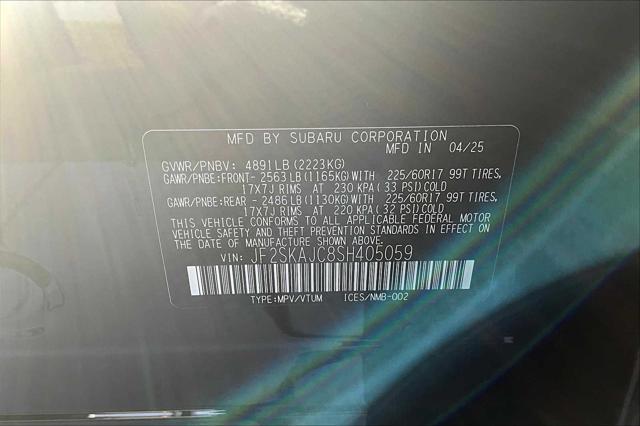 MFD BY SUBARU CORPORATION
MFD IN 04/25
GVWR/PNBV: 4891LB (2223KG)
GAWR/PNBE:FRONT- 2563 LB (1165KG) WITH 225/60R17 99T TIRES,
17X7J RIMS AT 230 KPA (33 PSI) COLD
GAWR/PNBE:REAR - 2486 LB (1130KG) WITH 225/60R17 99T TIRES,
17X7J RIMS AT 220 KPA (32 PSI) COLD
THIS VEHICLE CONFORMS TO ALL APPLICABLE FEDERAL MOTOR
VEHICLE SAFETY AND THEFT PREVENTION STANDARDS IN EFFECT
ON THE DATE OF MANUFACTURE SHOWN ABOVE.
VIN: JF2SKAJC8SH405059
TYPE:MPV/VTUM ICES/NMB-002